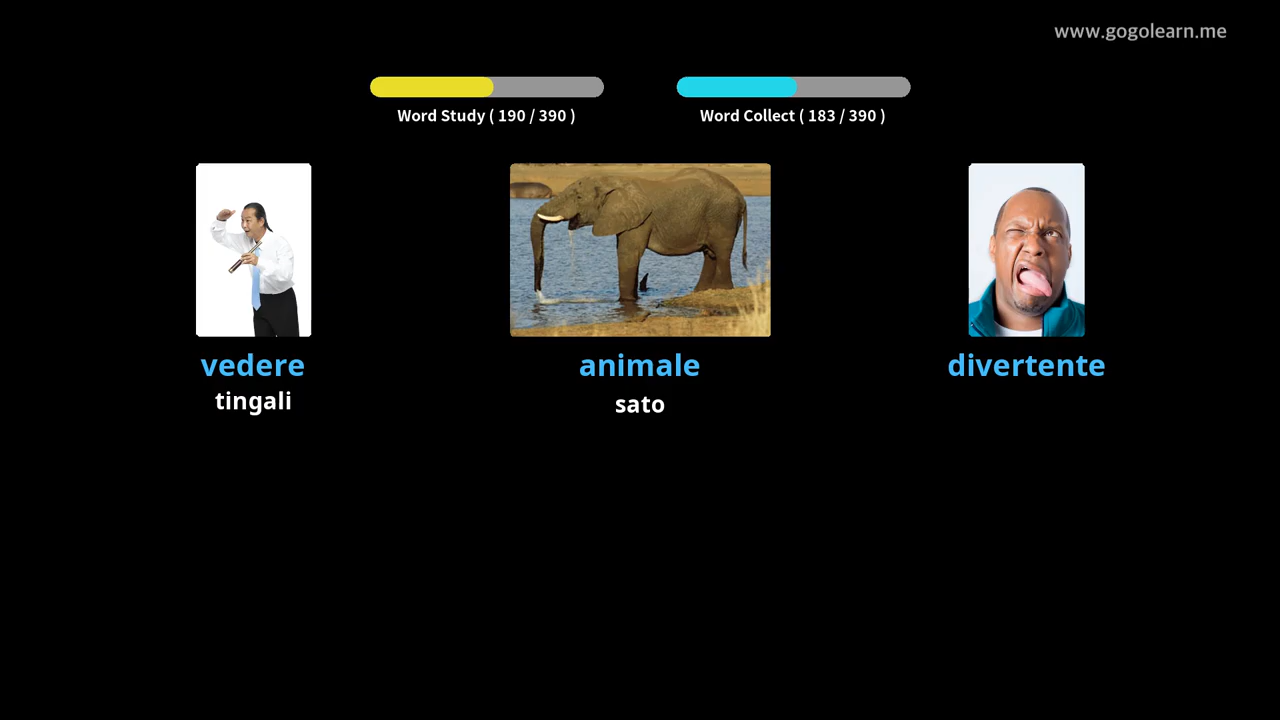 www.gogolearn.me
Word Study ( 190 / 390 )
Word Collect ( 183 / 390 )
vedere
tingali
animale
sato
divertente